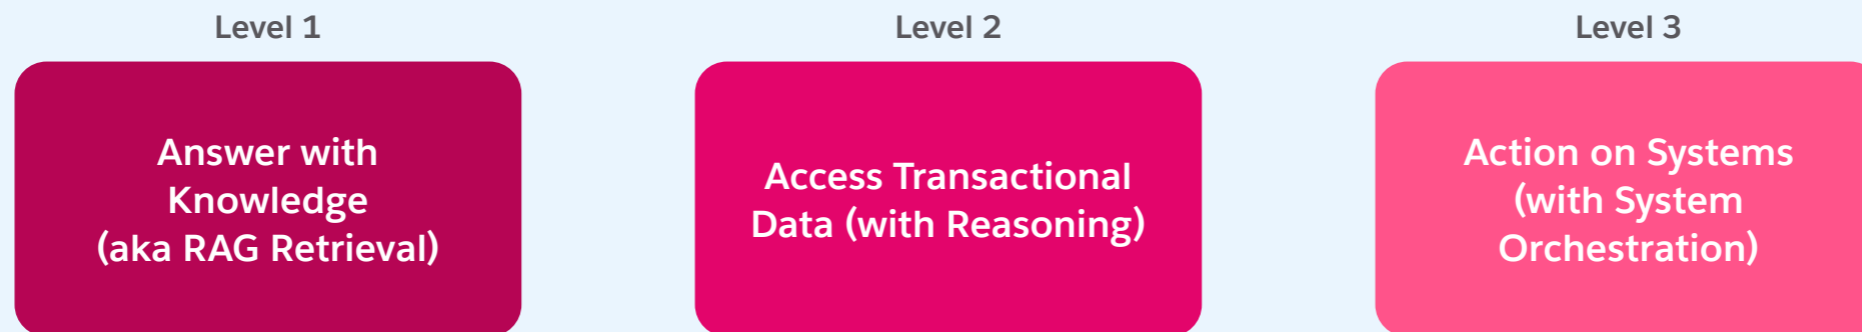 Level 1
Level 2
Level 3
Answer with
Knowledge
(aka RAG Retrieval)
Access Transactional
Data (with Reasoning)
Action on Systems
(with System
Orchestration)